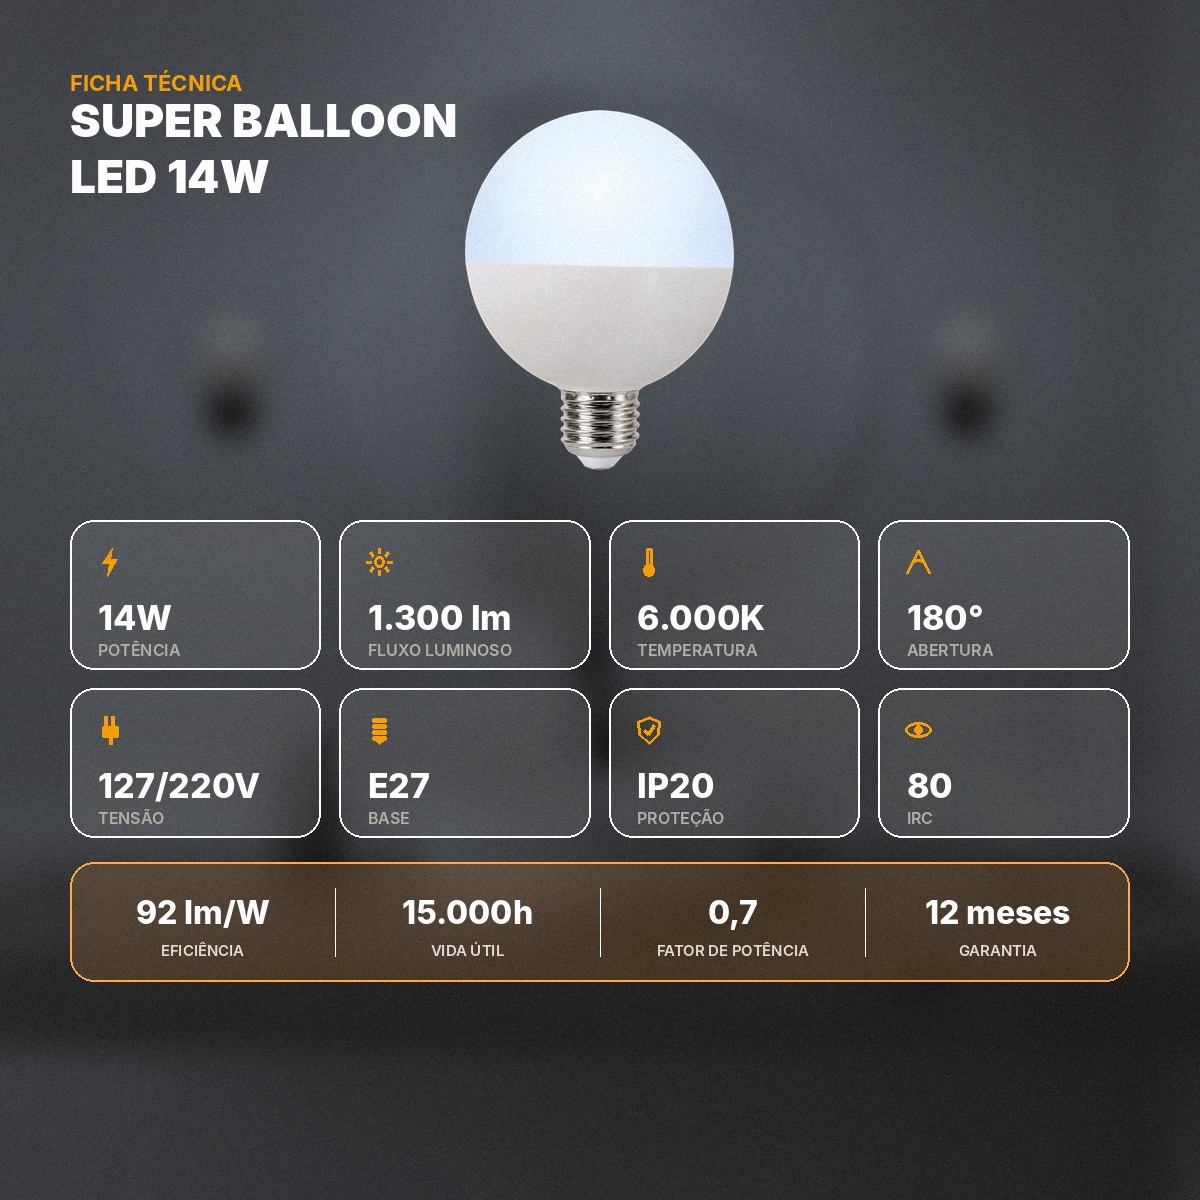 FICHA TÉCNICA
SUPER BALLOON
LED 14W
14W
POTÊNCIA
1.300 lm
FLUXO LUMINOSO
6.000K
TEMPERATURA
180°
ABERTURA
127/220V
TENSÃO
E27
BASE
IP20
PROTEÇÃO
80
IRC
92 lm/W
EFICIÊNCIA
15.000h
VIDA ÚTIL
0,7
FATOR DE POTÊNCIA
12 meses
GARANTIA